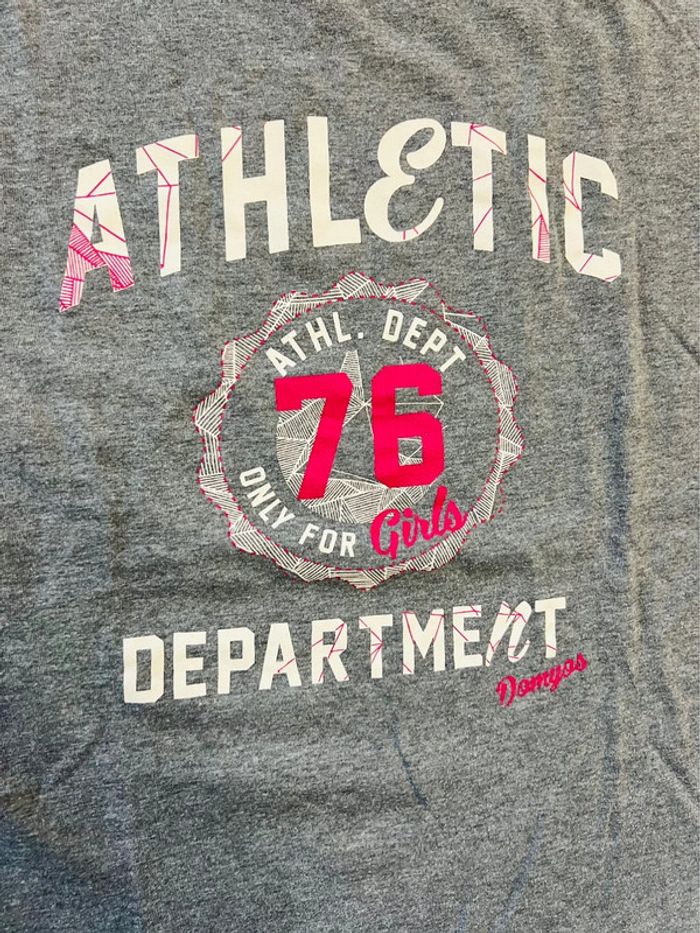 ATHLETIC
ATHL. DEPT
76
ONLY FOR Girls
DEPARTMEnT
Domyos